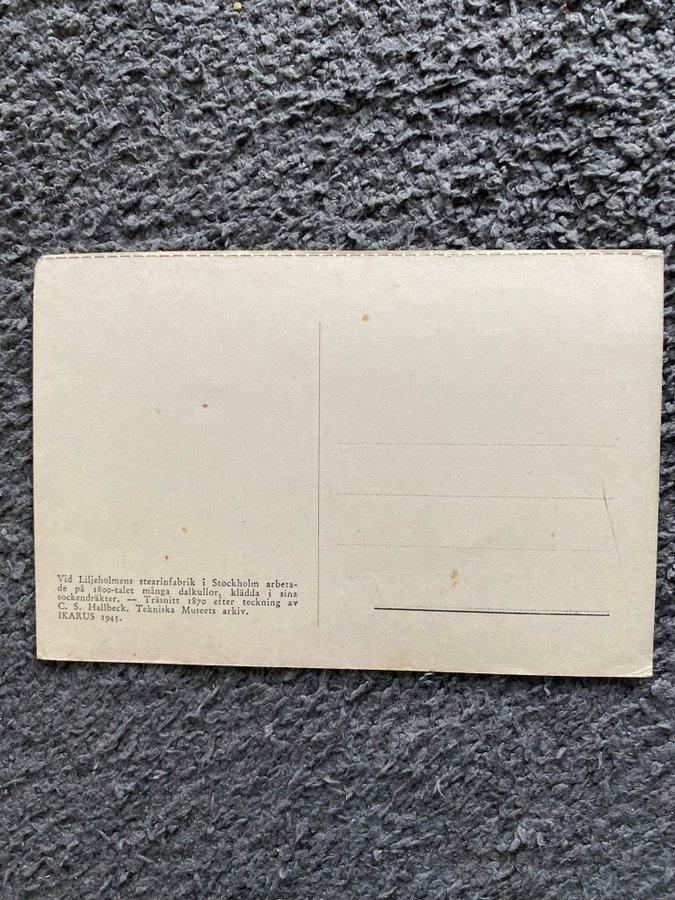 Vid Liljeholmens stearinfabrik i Stockholm arbeta-
de på 1800-talet många dalkullor, klädda i sina
sockendräkter. — Träsnitt 1870 efter teckning av
C. S. Hallbeck. Tekniska Museets arkiv.
IKARUS 1945.